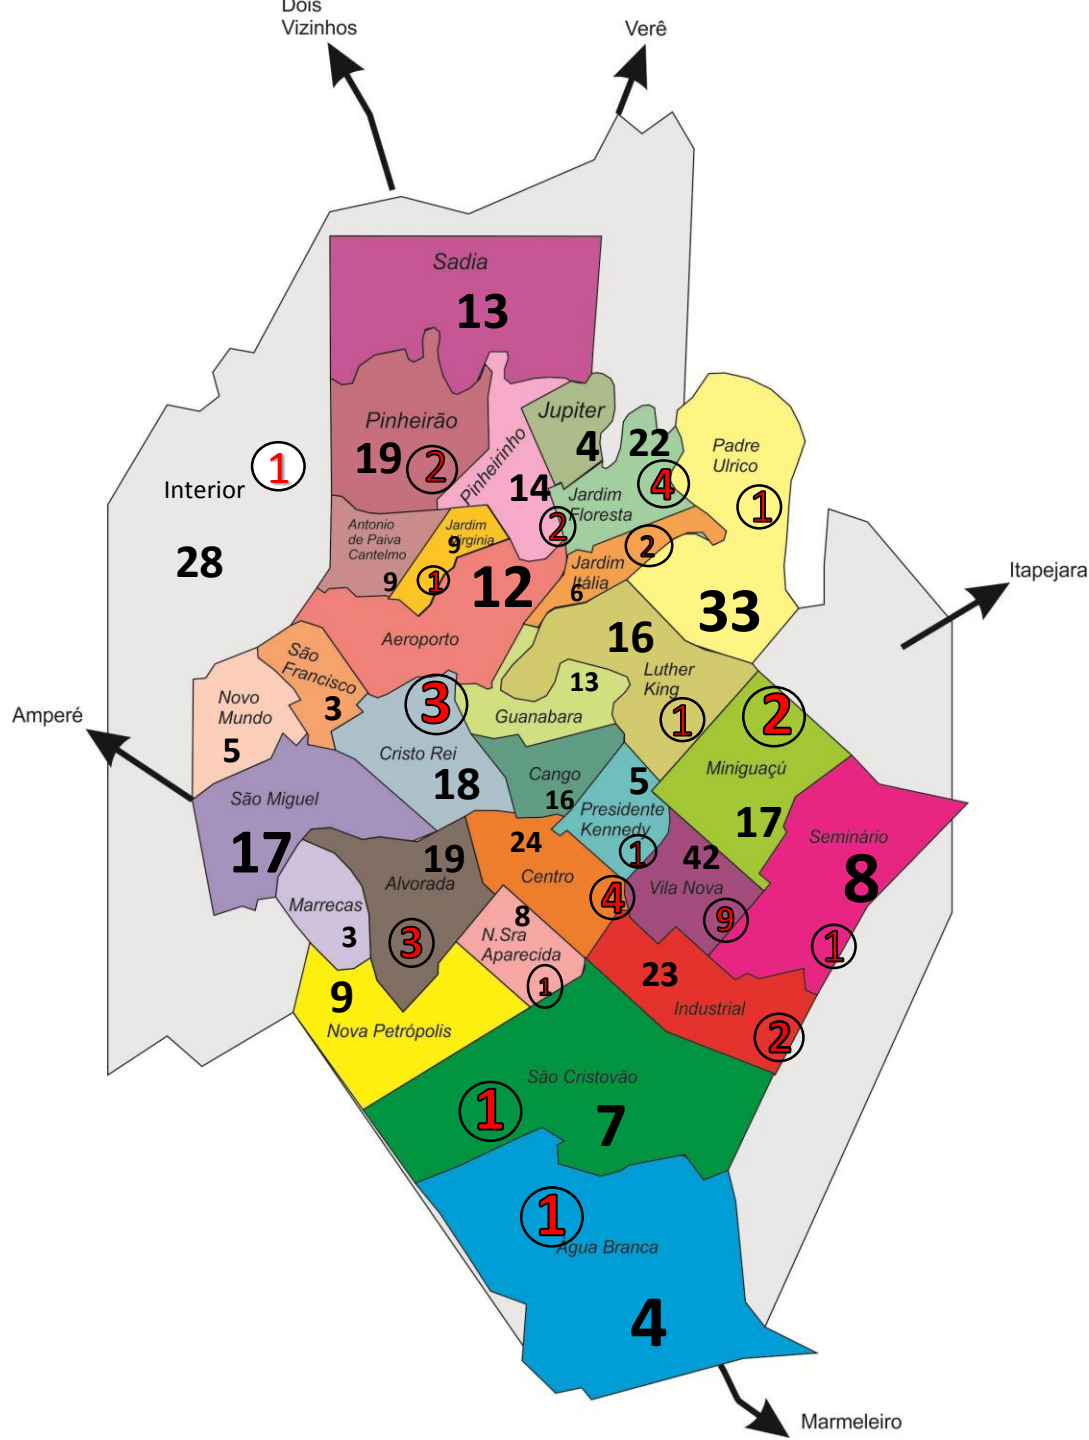 Dois
Vizinhos
Verê
Sadia
13
Pinheirão
19
2
Pinheirinho
14
2
Jupiter
4
22
4
Jardim
Floresta
Padre
Ulrico
1
33
1
Interior
28
Antonio
de Paiva
Cantelmo
9
Jardim
Virginia
9
1
12
Aeroporto
2
Jardim
Itália
6
Itapejara
16
Luther
King
1
13
Guanabara
São
Francisco
3
Novo
Mundo
5
Amperé
3
Cristo Rei
18
2
Miniguaçú
17
Cango
16
5
Presidente
Kennedy
1
São Miguel
17
Seminário
8
1
19
Alvorada
3
24
Centro
4
42
Vila Nova
9
Marrecas
3
8
N.Sra
Aparecida
1
23
Industrial
2
9
Nova Petrópolis
São Cristovão
1
7
1
Água Branca
4
Marmeleiro